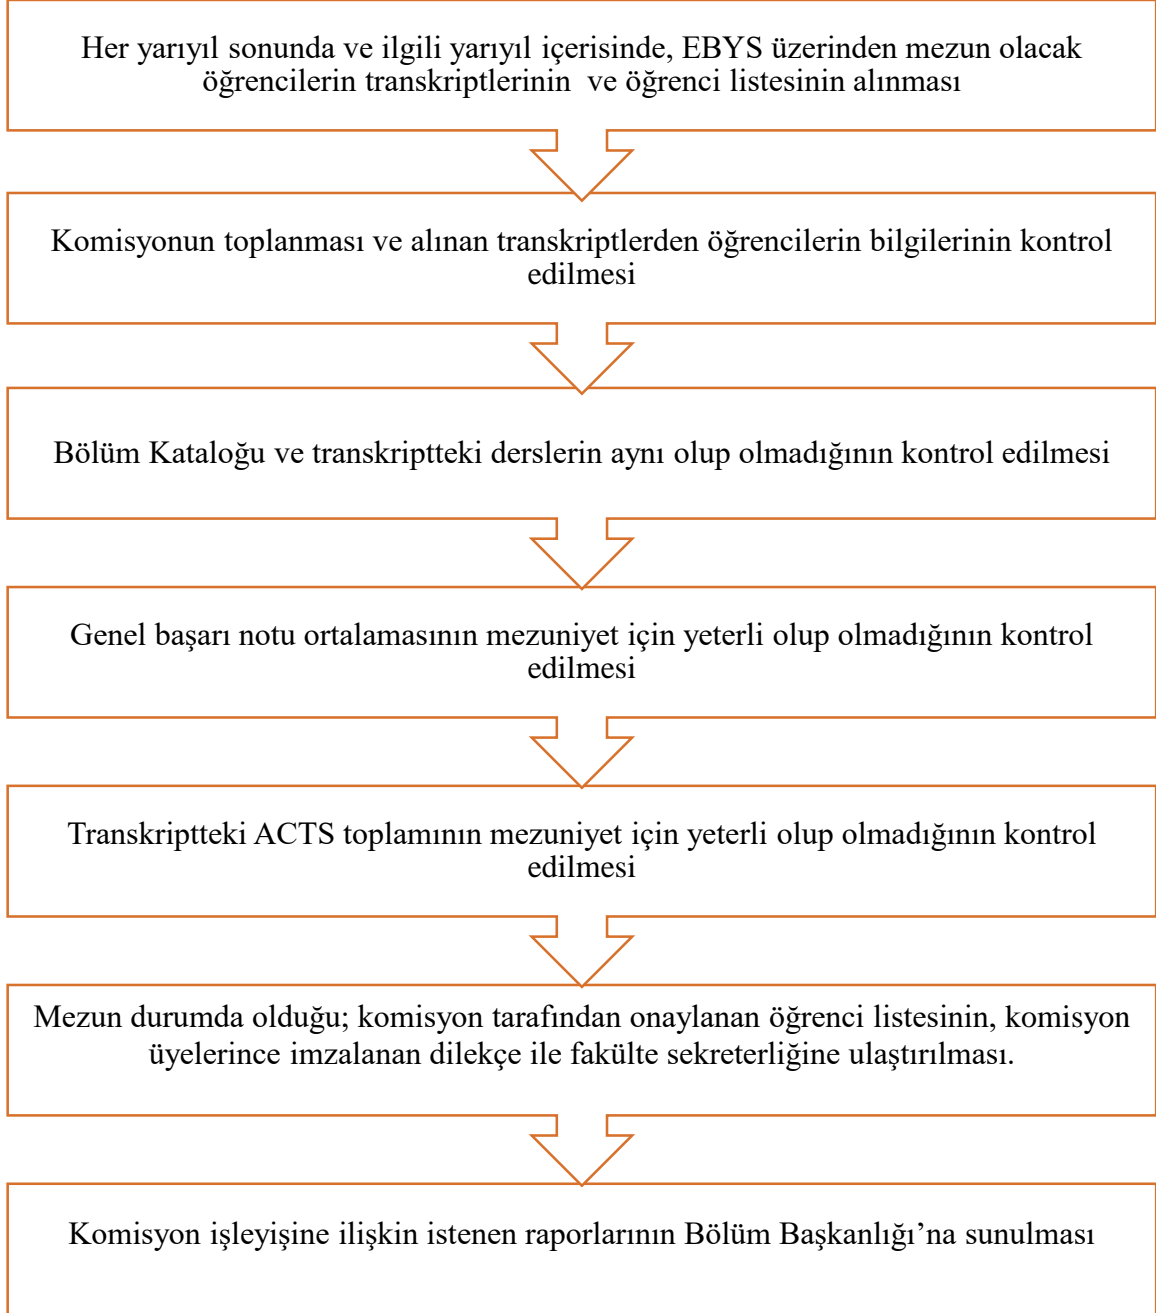 Her yarıyıl sonunda ve ilgili yarıyıl içerisinde, EBYS üzerinden mezun olacak
öğrencilerin transkriptlerinin  ve öğrenci listesinin alınması
Komisyonun toplanması ve alınan transkriptlerden öğrencilerin bilgilerinin kontrol
edilmesi
Bölüm Kataloğu ve transkriptteki derslerin aynı olup olmadığının kontrol edilmesi
Genel başarı notu ortalamasının mezuniyet için yeterli olup olmadığının kontrol
edilmesi
Transkriptteki ACTS toplamının mezuniyet için yeterli olup olmadığının kontrol
edilmesi
Mezun durumda olduğu; komisyon tarafından onaylanan öğrenci listesinin, komisyon
üyelerince imzalanan dilekçe ile fakülte sekreterliğine ulaştırılması.
Komisyon işleyişine ilişkin istenen raporlarının Bölüm Başkanlığı’na sunulması